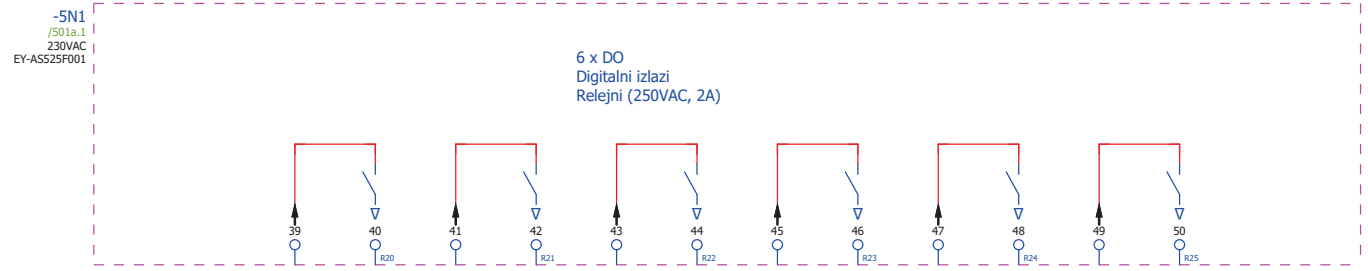 -5N1
/501a.1
230VAC
EY-AS525F001
6 x DO
Digitalni izlazi
Relejni (250VAC, 2A)
39 40 41 42 43 44 45 46 47 48 49 50
R20 R21 R22 R23 R24 R25